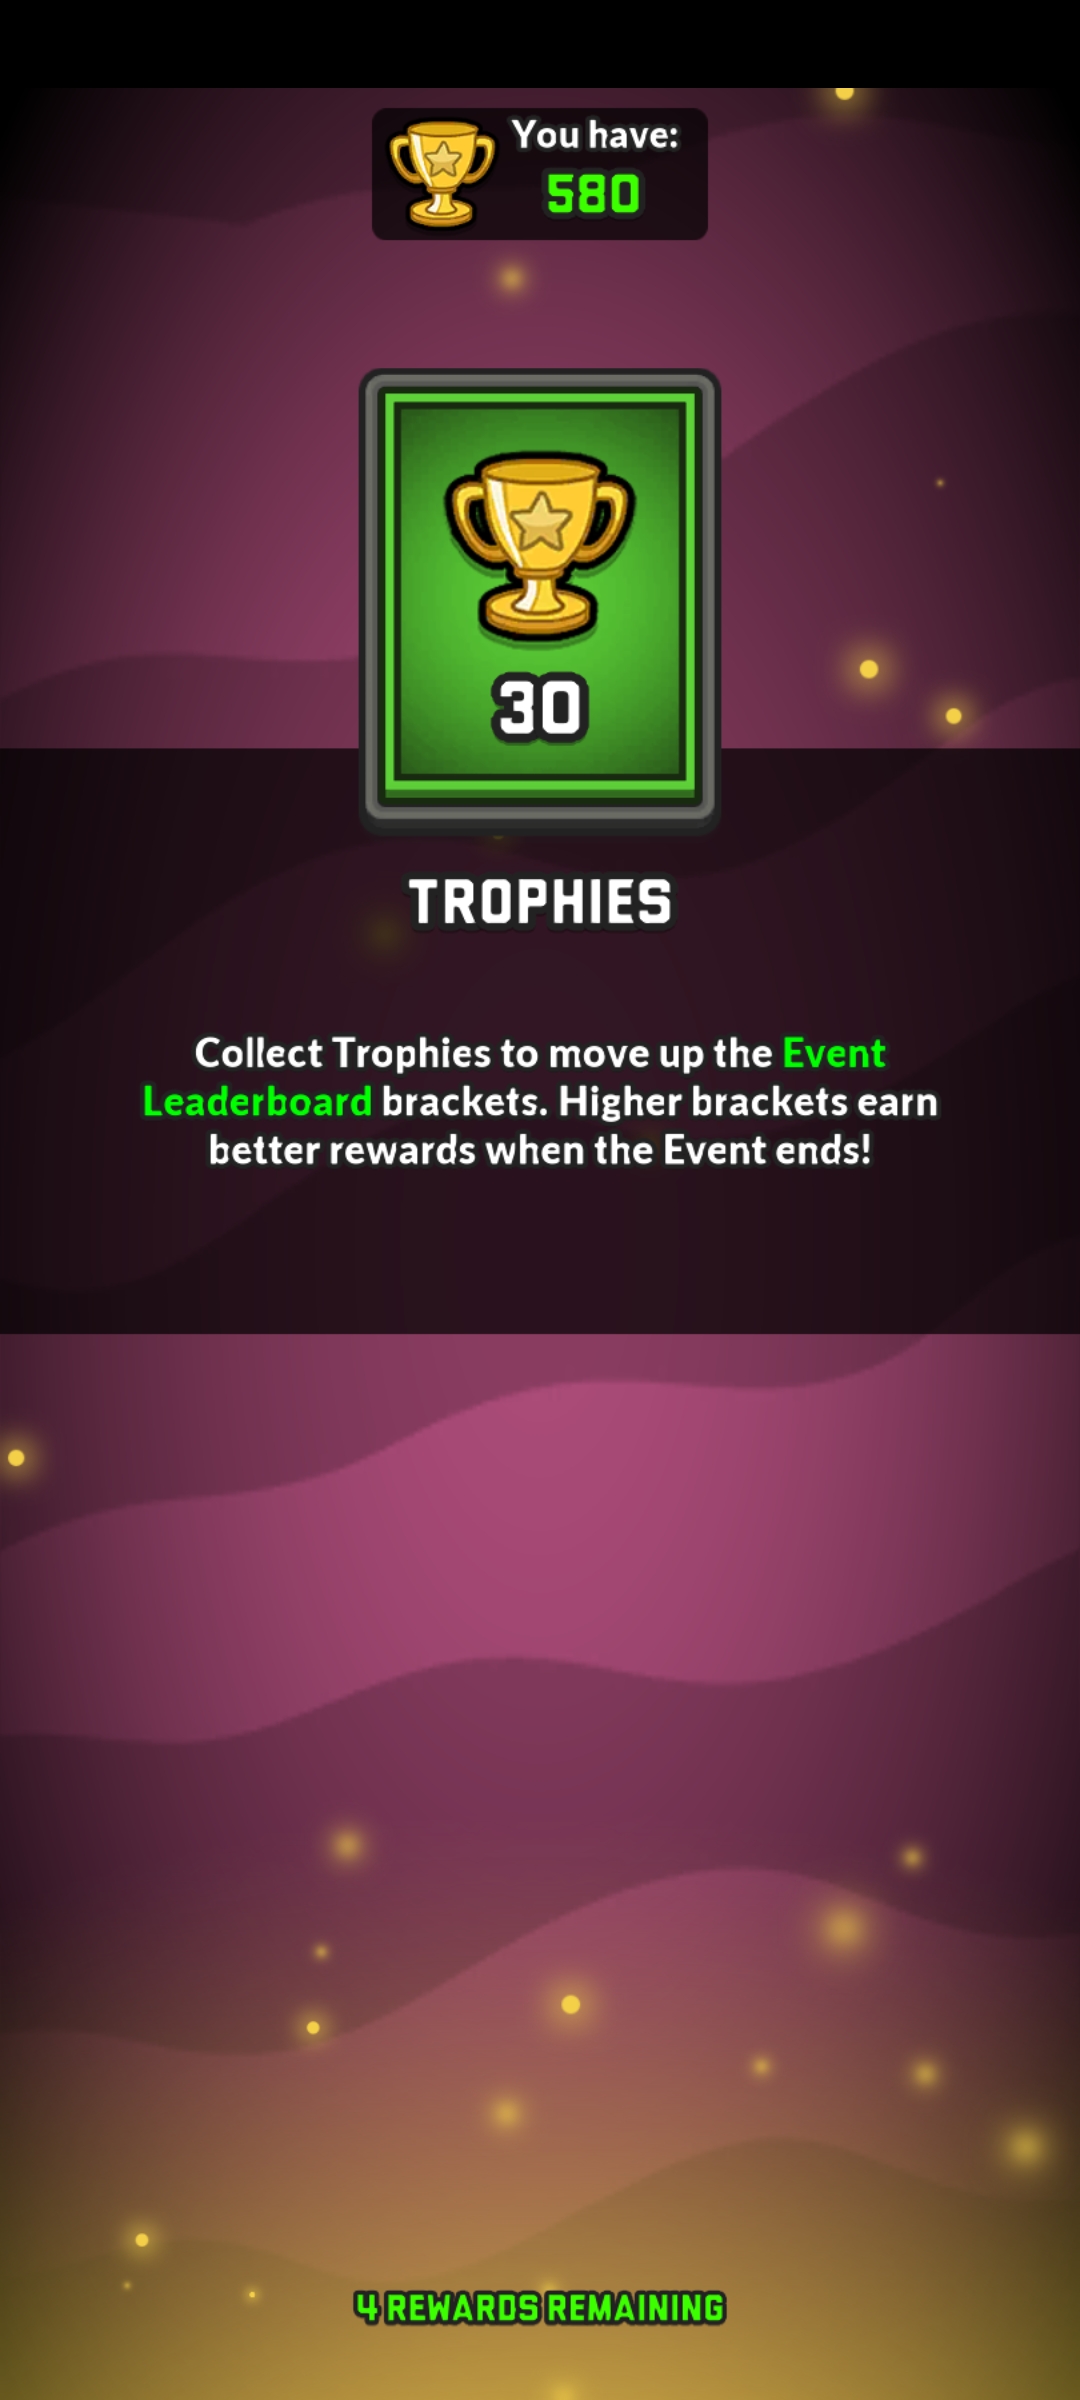 You have:
580
30
TROPHIES
Collect Trophies to move up the Event
Leaderboard brackets. Higher brackets earn
better rewards when the Event ends!
4 REWARDS REMAINING